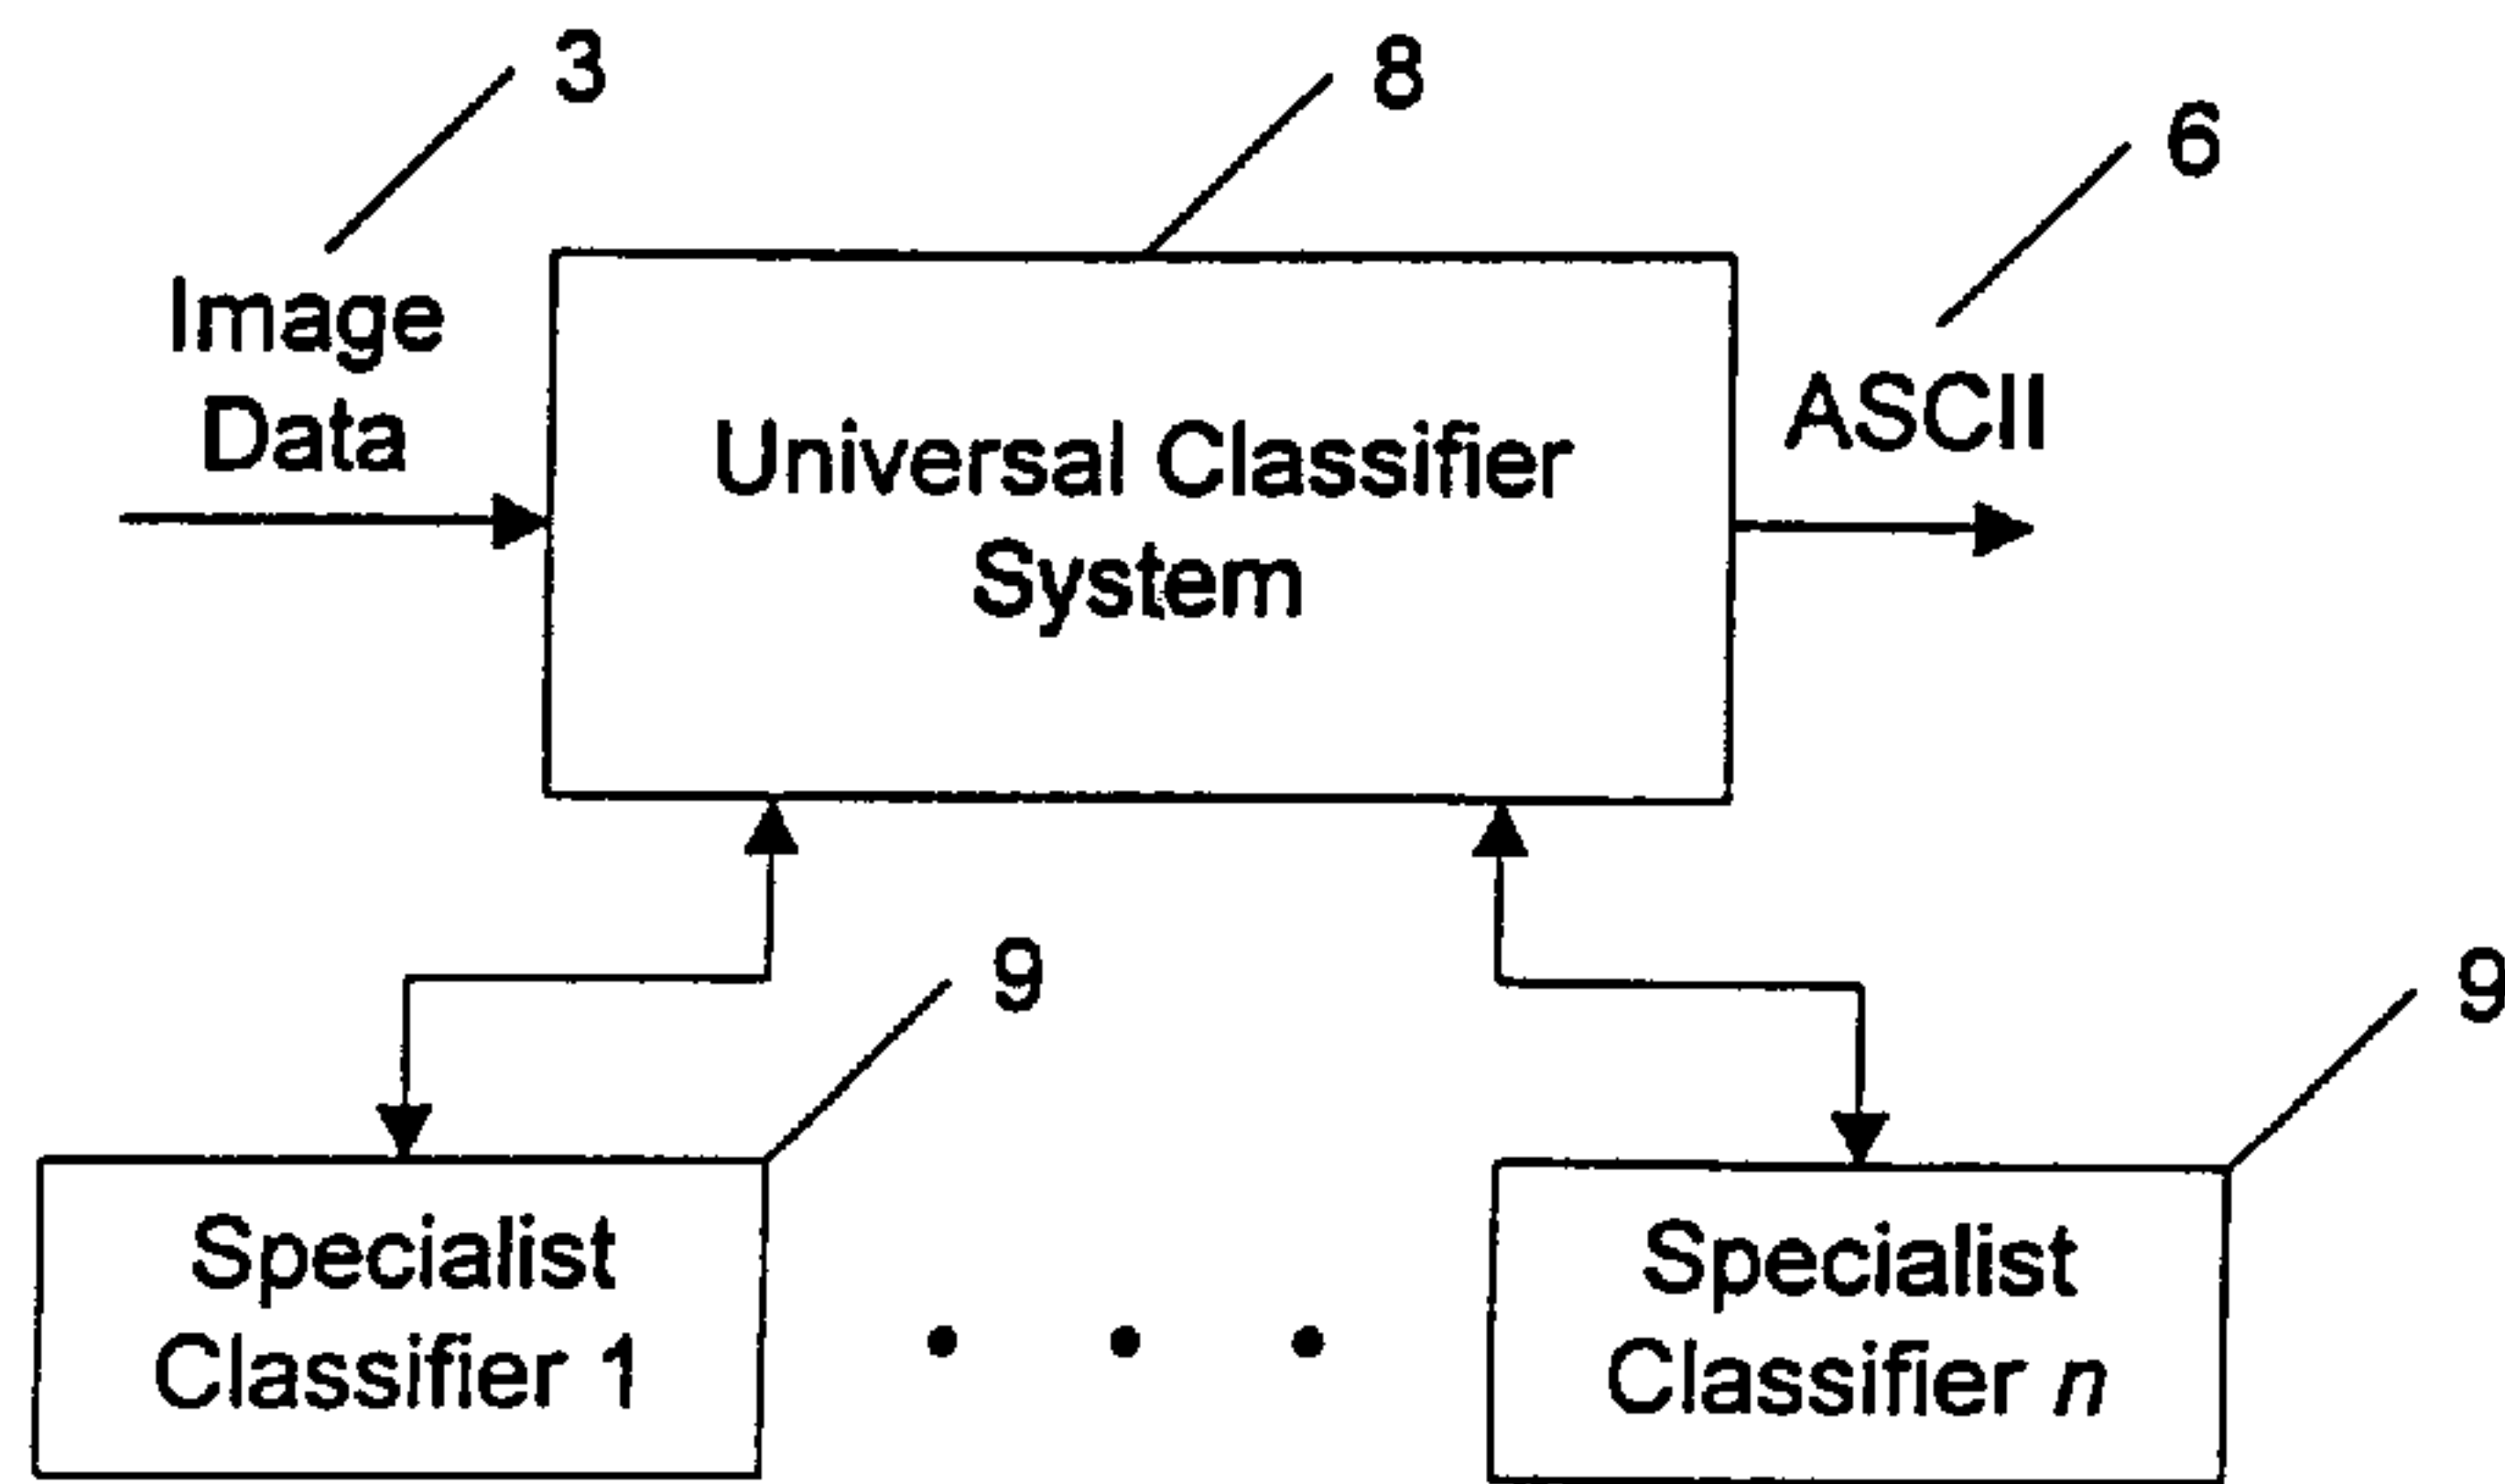 3
8
6
Image
Data
ASCII
Universal Classifier
System
9
9
Specialist
Classifier 1
Specialist
Classifier n